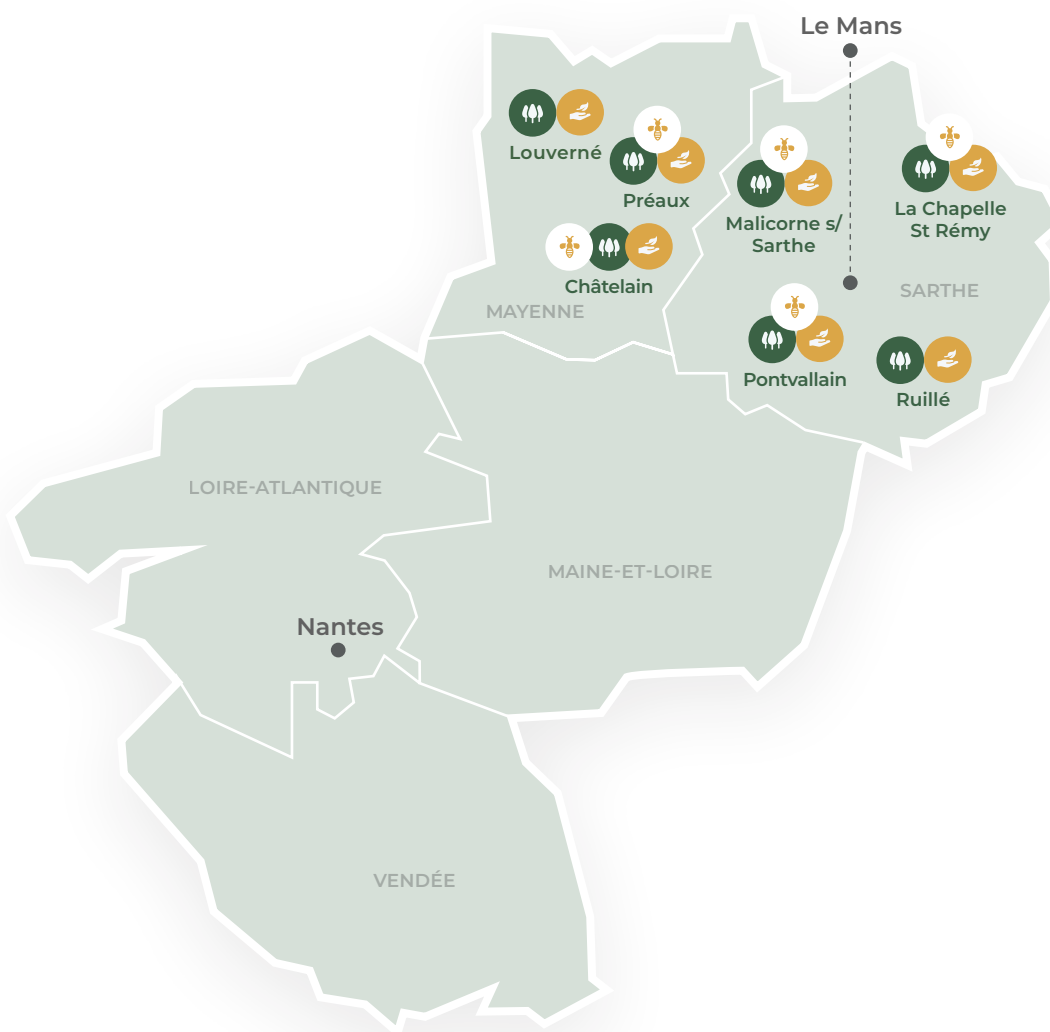 Le Mans
Louverné
Préaux
Malicorne s/
Sarthe
La Chapelle
St Rémy
Châtelain
MAYENNE
SARTHE
Pontvallain
Ruillé
LOIRE-ATLANTIQUE
MAINE-ET-LOIRE
Nantes
VENDÉE